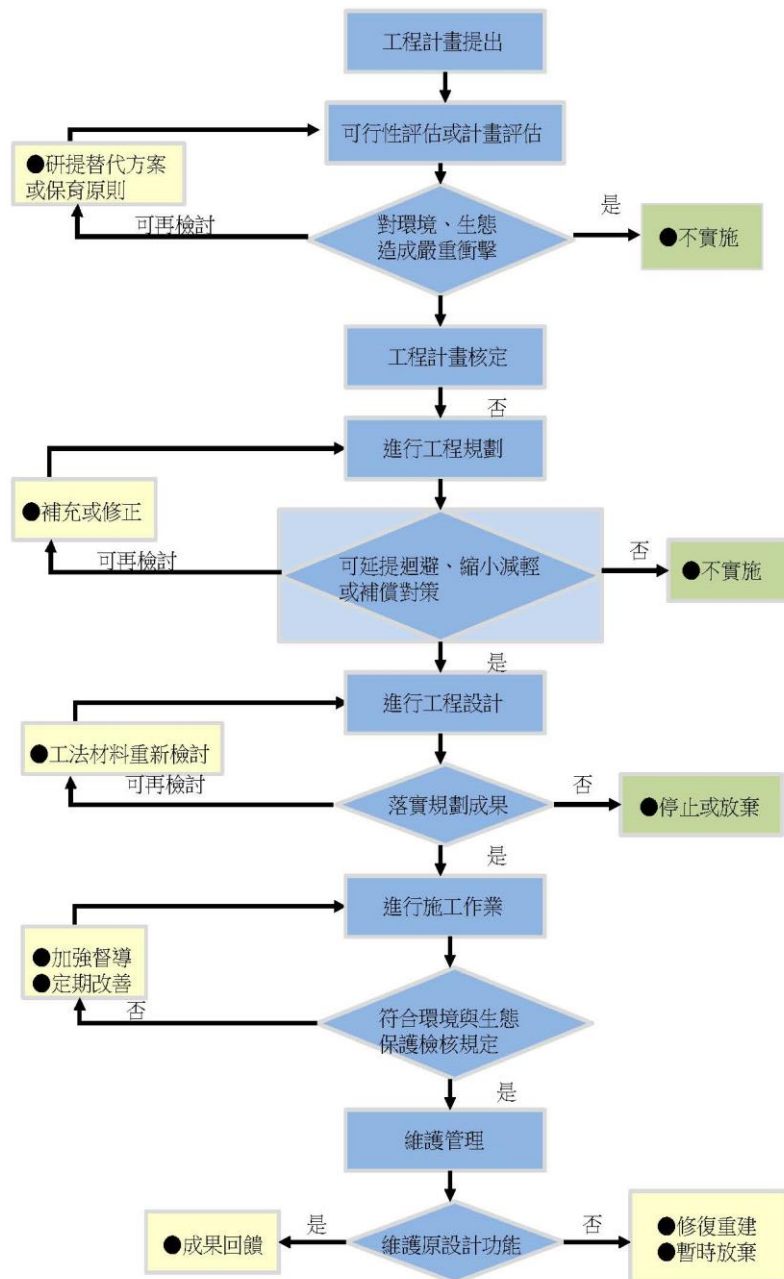 工程計畫提出
可行性評估或計畫評估
●研提替代方案
或保育原則
可再檢討
對環境、生態
造成嚴重衝擊
是
●不實施
工程計畫核定
否
進行工程規劃
●補充或修正
可再檢討
可延提迴避、縮小減輕
或補償對策
否
●不實施
是
進行工程設計
●工法材料重新檢討
可再檢討
落實規劃成果
否
●停止或放棄
是
進行施工作業
●加強督導
●定期改善
否
符合環境與生態
保護檢核規定
是
維護管理
●成果回饋
是
維護原設計功能
否
●修復重建
●暫時放棄